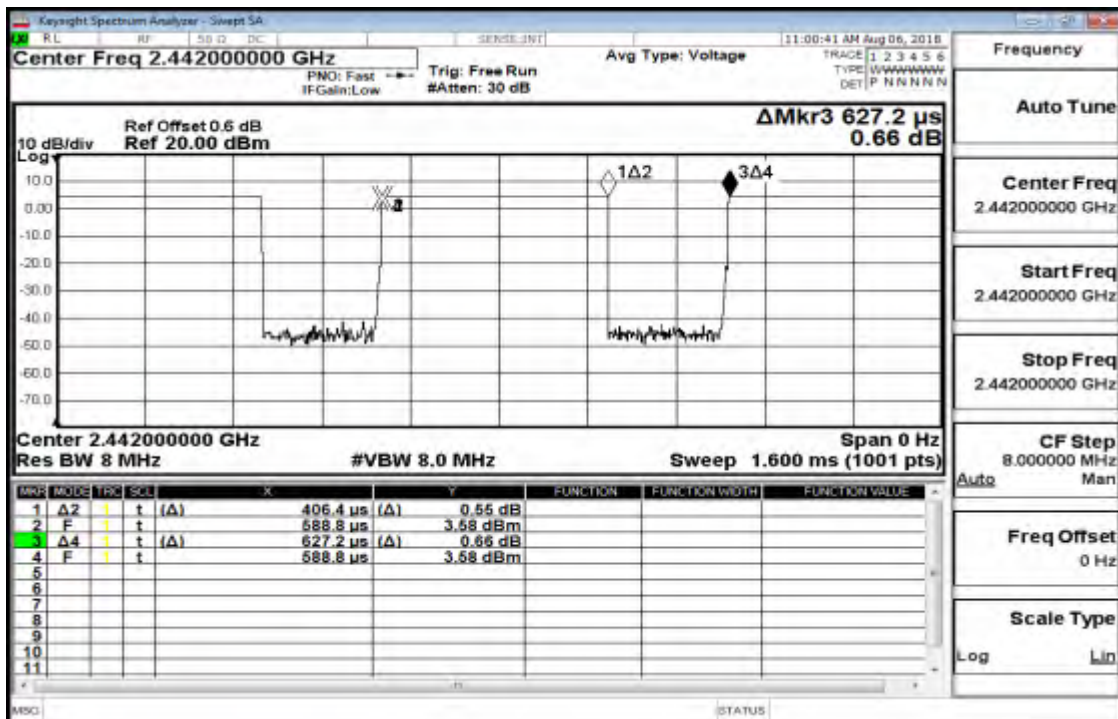 Keysight Spectrum Analyzer - Swept SA
RL RF 50 Ω DC SENSE:INT 11:00:41 AM Aug 06, 2018
Center Freq 2.442000000 GHz Avg Type: Voltage TRACE 1 2 3 4 5 6
PNO: Fast Trig: Free Run TYPE WWWWWW
IFGain:Low #Atten: 30 dB DET P N N N N N
Frequency
Auto Tune
Center Freq
2.442000000 GHz
Start Freq
2.442000000 GHz
Stop Freq
2.442000000 GHz
CF Step
8.000000 MHz
Auto Man
Freq Offset
0 Hz
Scale Type
Log Lin
ΔMkr3 627.2 µs
0.66 dB
Ref Offset 0.6 dB
10 dB/div Ref 20.00 dBm
Log
1Δ2 3Δ4
10.0
0.00
-10.0
-20.0
-30.0
-40.0
-50.0
-60.0
-70.0
Center 2.442000000 GHz Span 0 Hz
Res BW 8 MHz #VBW 8.0 MHz Sweep 1.600 ms (1001 pts)
MKR MODE TRC SCL X Y FUNCTION FUNCTION WIDTH FUNCTION VALUE
1 Δ2 1 t (Δ) 406.4 µs (Δ) 0.55 dB
2 F 1 t 588.8 µs 3.58 dBm
3 Δ4 1 t (Δ) 627.2 µs (Δ) 0.66 dB
4 F 1 t 588.8 µs 3.58 dBm
5
6
7
8
9
10
11
MSG STATUS